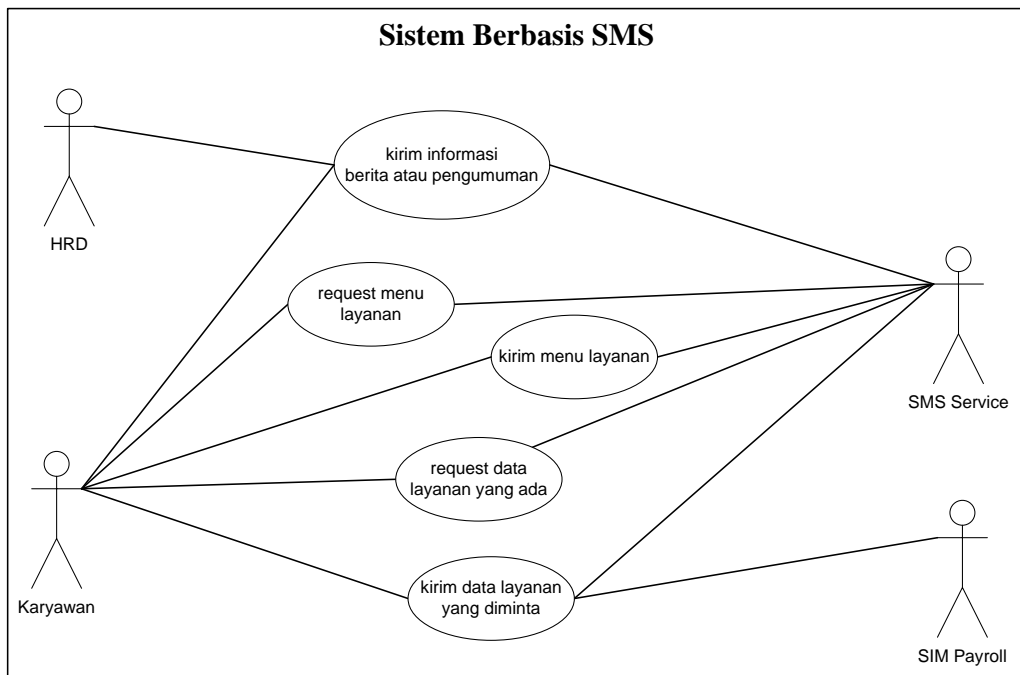 Sistem Berbasis SMS
kirim informasi
berita atau pengumuman
HRD
request menu
layanan
kirim menu layanan
SMS Service
request data
layanan yang ada
kirim data layanan
yang diminta
Karyawan
SIM Payroll